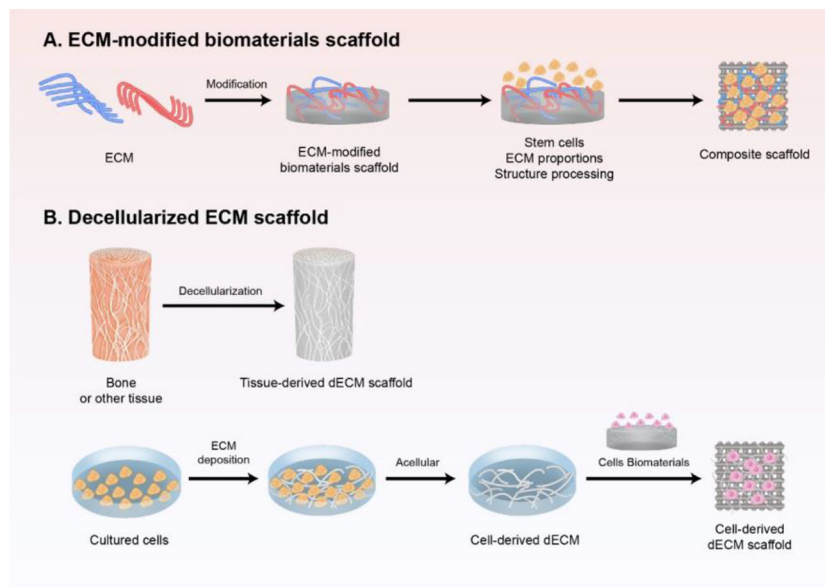 A. ECM-modified biomaterials scaffold
Modification
ECM
ECM-modified
biomaterials scaffold
Stem cells
ECM proportions
Structure processing
Composite scaffold
B. Decellularized ECM scaffold
Decellularization
Bone
or other tissue
Tissue-derived dECM scaffold
ECM
deposition
Acellular
Cells Biomaterials
Cultured cells
Cell-derived dECM
Cell-derived
dECM scaffold